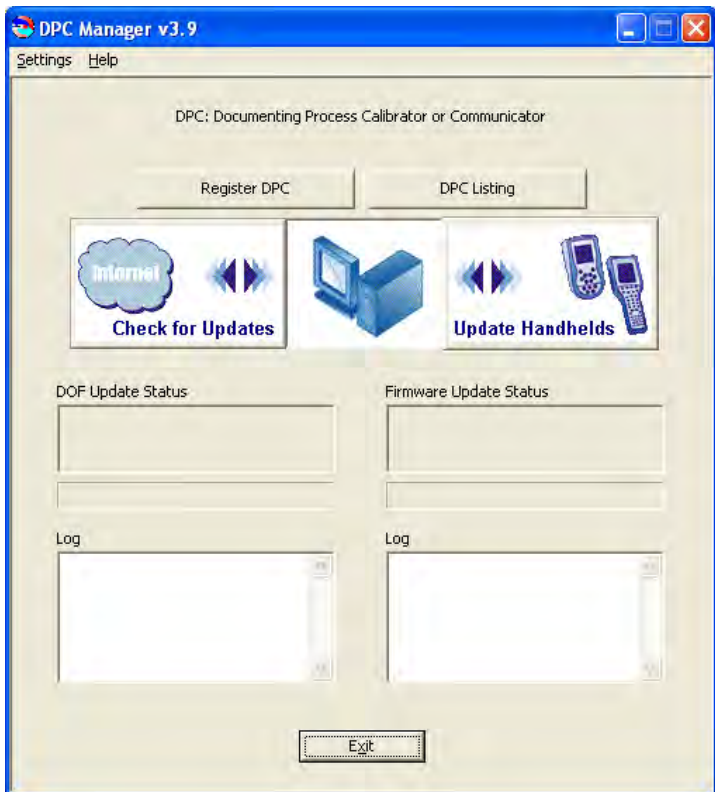 DPC Manager v3.9
Settings Help
DPC: Documenting Process Calibrator or Communicator
Register DPC DPC Listing
Internet
Check for Updates Update Handhelds
DOF Update Status Firmware Update Status
Log Log
Exit